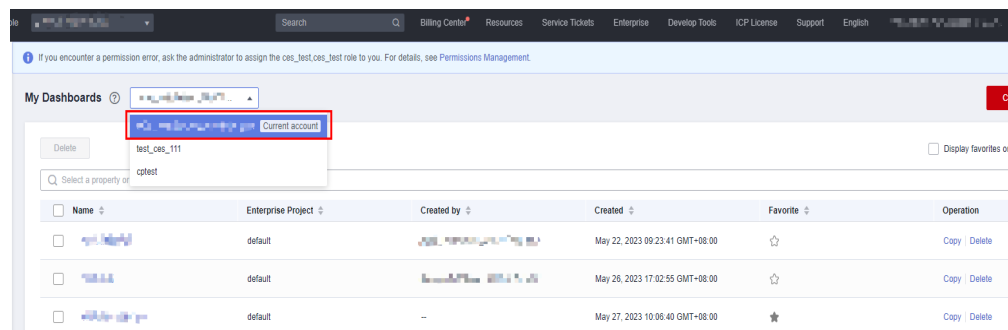 ole Search Billing Center Resources Service Tickets Enterprise Develop Tools ICP License Support English
If you encounter a permission error, ask the administrator to assign the ces_test,ces_test role to you. For details, see Permissions Management.
My Dashboards ? ... C
Current account
Delete test_ces_111 Display favorites o
cptest
Select a property or
Name Enterprise Project Created by Created Favorite Operation
default May 22, 2023 09:23:41 GMT+08:00 Copy Delete
default May 26, 2023 17:02:55 GMT+08:00 Copy Delete
default -- May 27, 2023 10:06:40 GMT+08:00 Copy Delete